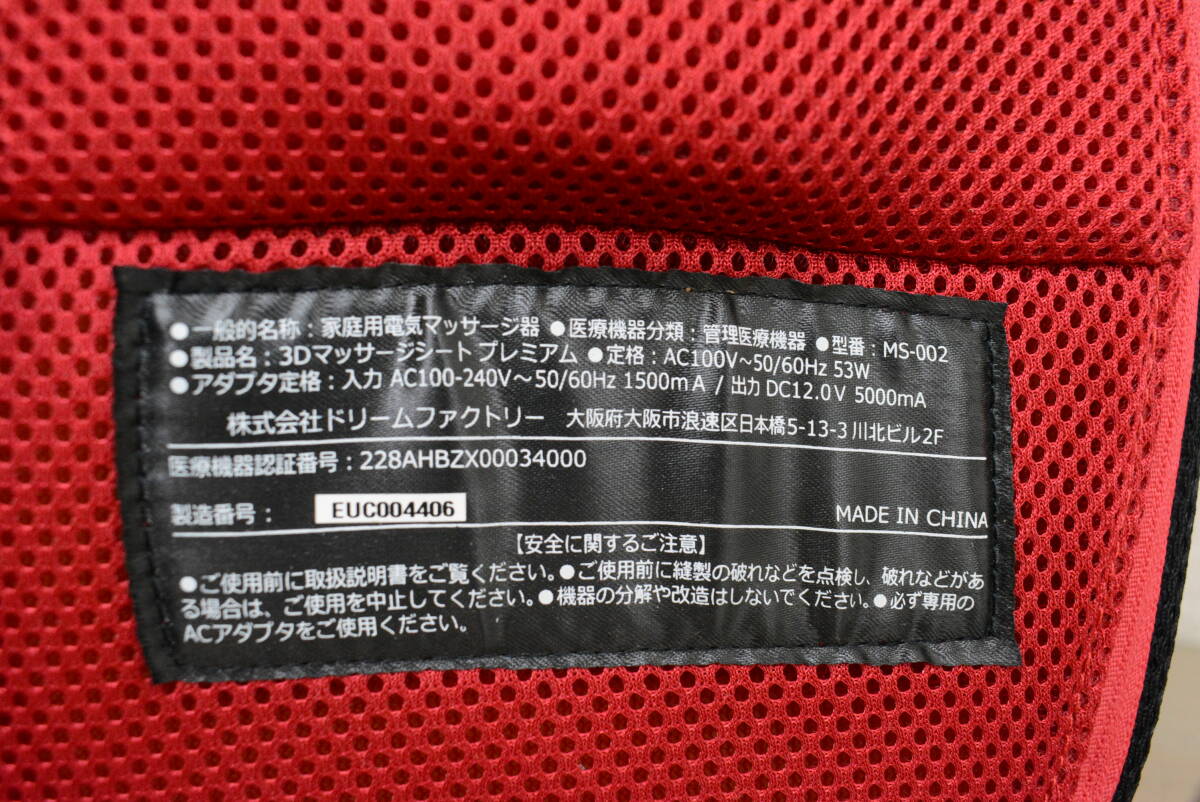 ●一般的名称：家庭用電気マッサージ器 ●医療機器分類：管理医療機器 ●型番：MS-002
●製品名：3Dマッサージシート プレミアム ●定格：AC100V～50/60Hz 53W
●アダプタ定格：入力 AC100-240V～50/60Hz 1500mA / 出力 DC12.0V 5000mA
株式会社ドリームファクトリー 大阪府大阪市浪速区日本橋5-13-3 川北ビル2F
医療機器認証番号：228AHBZX00034000
製造番号： EUC004406 MADE IN CHINA
【安全に関するご注意】
●ご使用前に取扱説明書をご覧ください。●ご使用前に縫製の破れなどを点検し、破れなどがあ
る場合は、ご使用を中止してください。●機器の分解や改造はしないでください。●必ず専用の
ACアダプタをご使用ください。